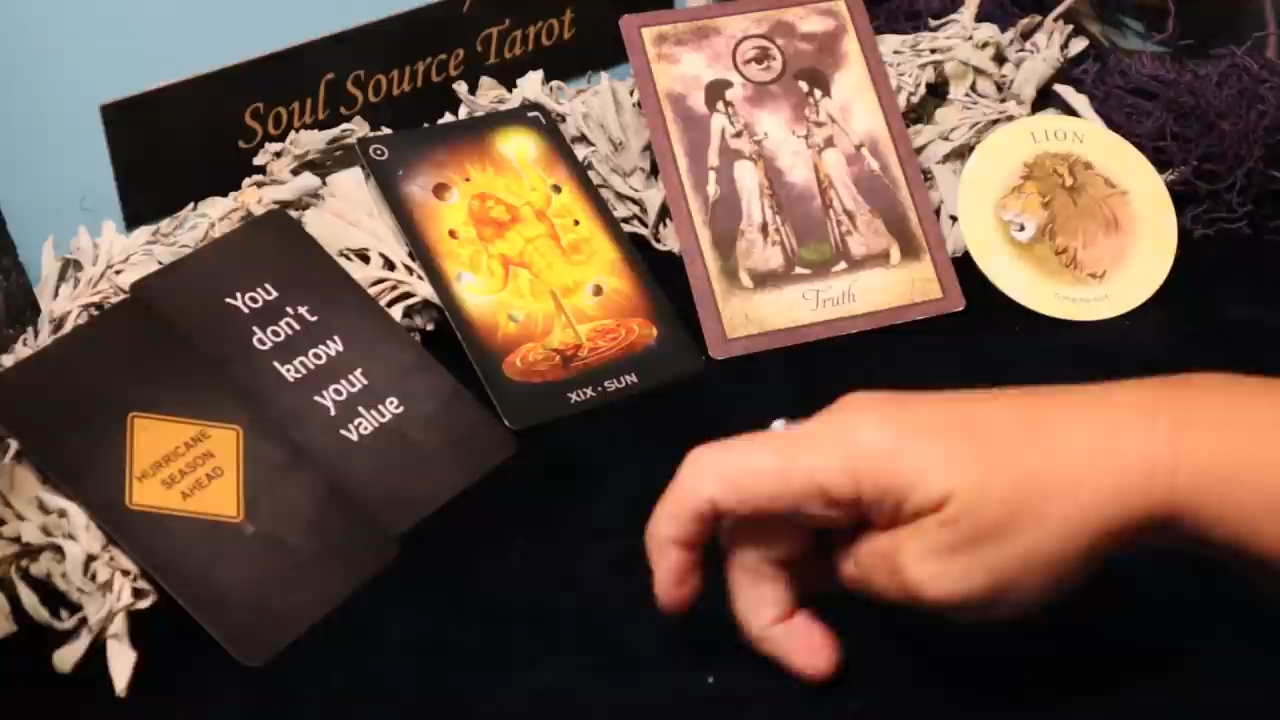 Soul Source Tarot
HURRICANE
SEASON
AHEAD
You
don't
know
your
value
XIX • SUN
Truth
LION